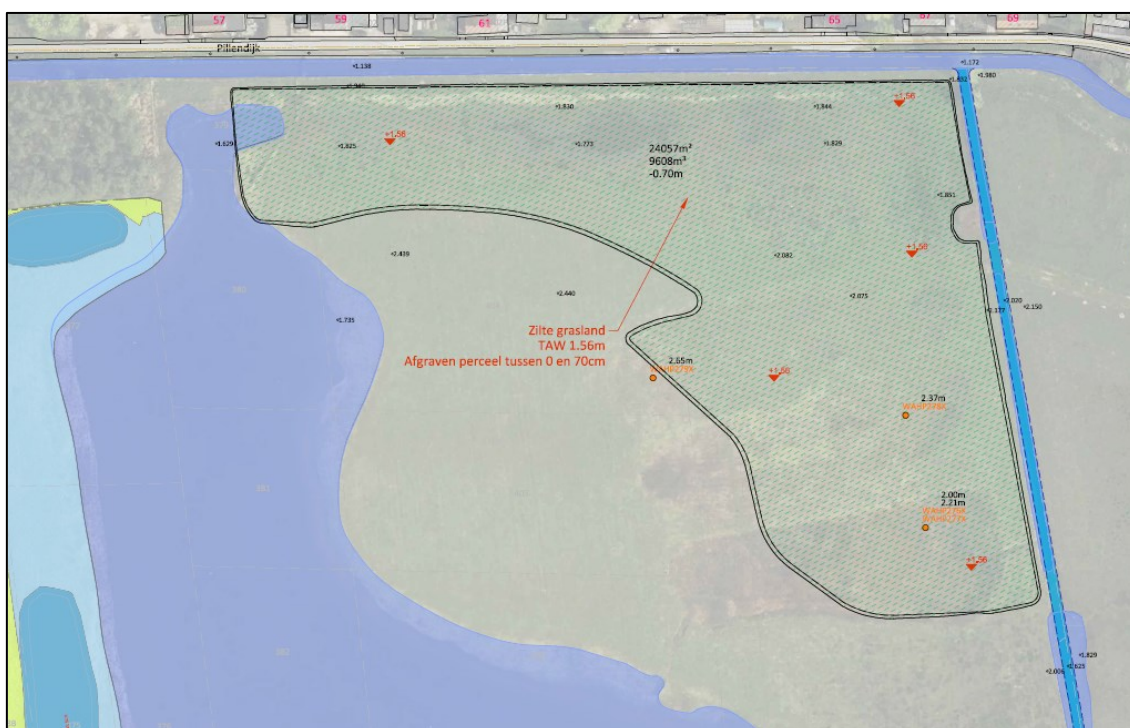 57
59
61
65
67
69
Pillendijk
+1.138
+1.172
+1.980
+1.830
+1.844
+1.56
+1.56
+1.629
+1.825
+1.773
+1.829
24057m²
9608m³
-0.70m
+1.851
+2.439
+2.082
+1.56
+2.440
+2.075
+2.020
+2.150
+1.735
Zilte grasland
TAW 1.56m
Afgraven perceel tussen 0 en 70cm
2.65m
+1.56
2.37m
WAHP278X
2.00m
2.21m
WAHP277X
+1.56
+1.829
+1.625